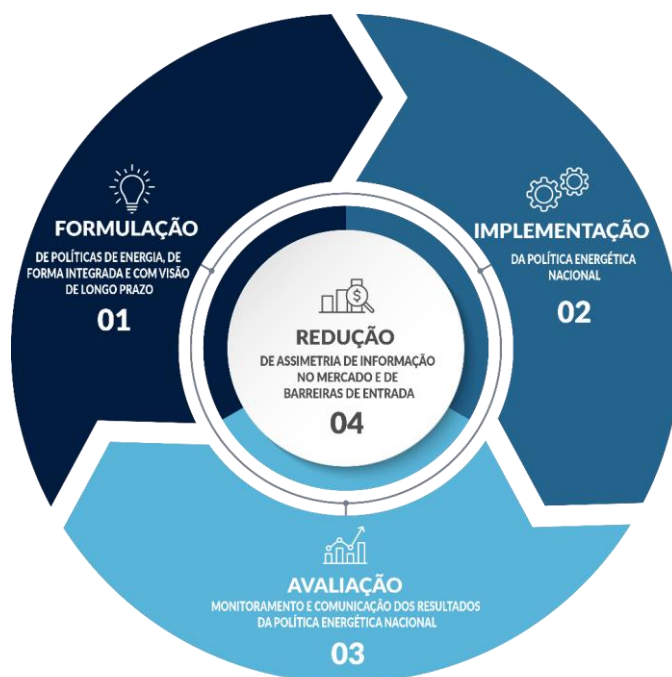 FORMULAÇÃO
DE POLÍTICAS DE ENERGIA, DE
FORMA INTEGRADA E COM VISÃO
DE LONGO PRAZO
01
IMPLEMENTAÇÃO
DA POLÍTICA ENERGÉTICA
NACIONAL
02
AVALIAÇÃO
MONITORAMENTO E COMUNICAÇÃO DOS RESULTADOS
DA POLÍTICA ENERGÉTICA NACIONAL
03
$
REDUÇÃO
DE ASSIMETRIA DE INFORMAÇÃO
NO MERCADO E DE
BARREIRAS DE ENTRADA
04